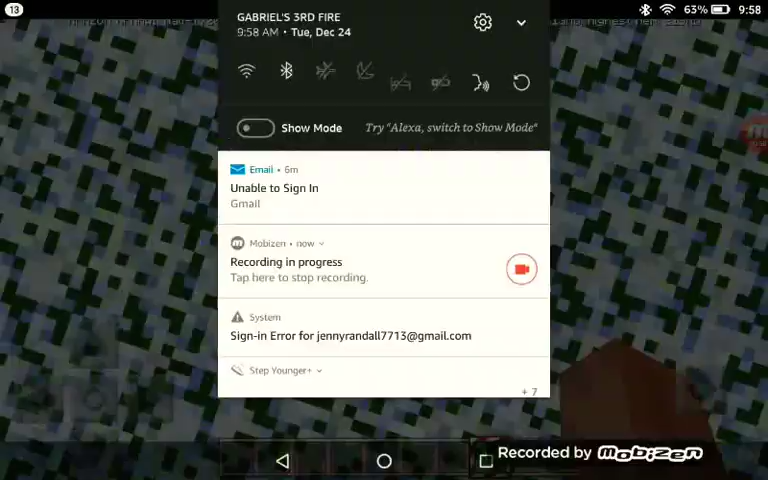 13
63%
9:58
GABRIEL'S 3RD FIRE
9:58 AM • Tue, Dec 24
Show Mode
Try "Alexa, switch to Show Mode"
Email • 6m
Unable to Sign In
Gmail
Mobizen • now
Recording in progress
Tap here to stop recording.
System
Sign-in Error for jennyrandall7713@gmail.com
Step Younger+
+ 7
Recorded by Mobizen